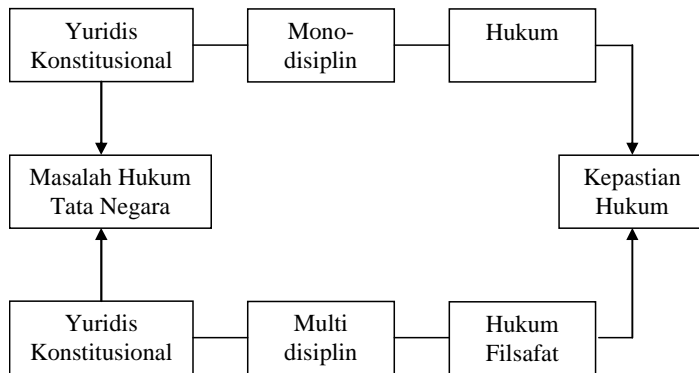 Yuridis
Konstitusional
Mono-
disiplin
Hukum
Masalah Hukum
Tata Negara
Kepastian
Hukum
Yuridis
Konstitusional
Multi
disiplin
Hukum
Filsafat